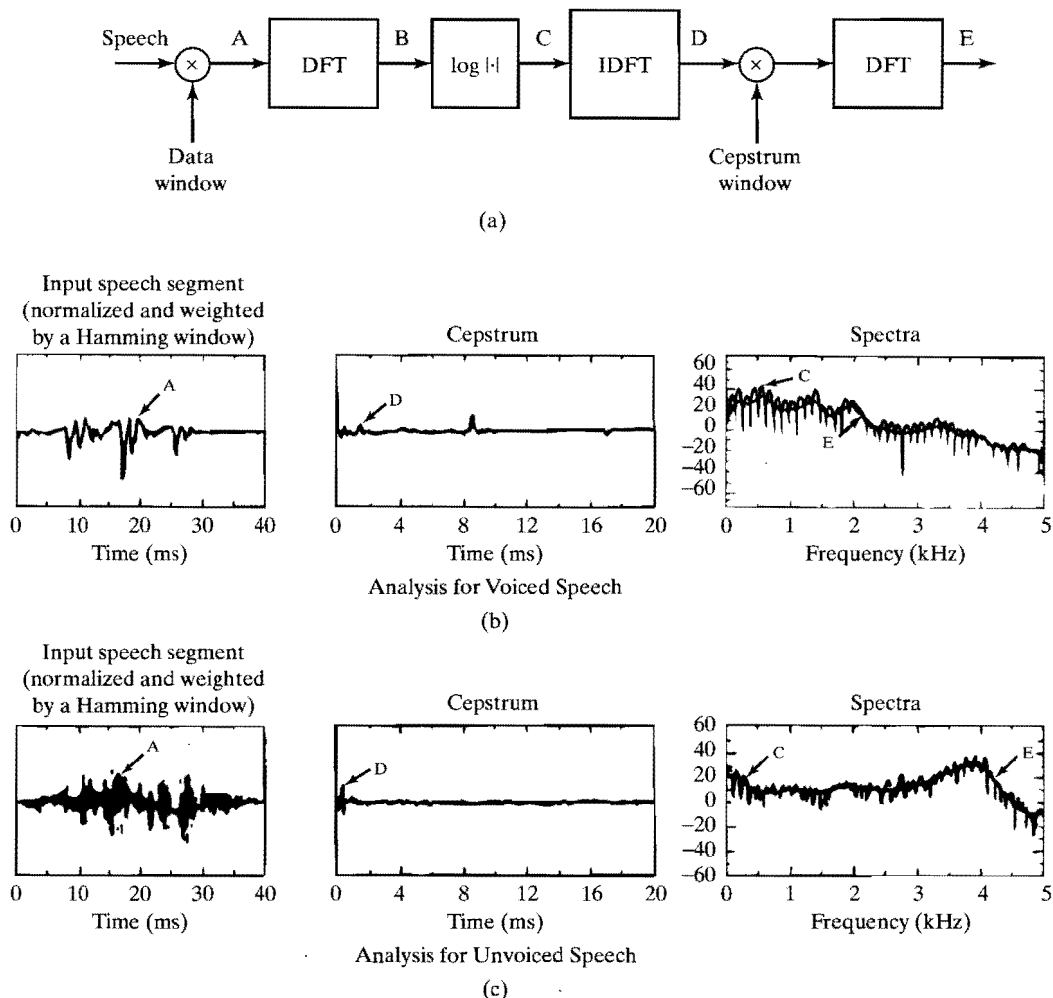 Speech A B C D E
× DFT log |·| IDFT × DFT
Data
window
Cepstrum
window
(a)
Input speech segment
(normalized and weighted
by a Hamming window)
Cepstrum
Spectra
A
D
C
E
60
40
20
0
−20
−40
−60
0 10 20 30 40
0 4 8 12 16 20
0 1 2 3 4 5
Time (ms)
Time (ms)
Frequency (kHz)
Analysis for Voiced Speech
(b)
Input speech segment
(normalized and weighted
by a Hamming window)
Cepstrum
Spectra
A
D
C
E
60
40
20
0
−20
−40
−60
0 10 20 30 40
0 4 8 12 16 20
0 1 2 3 4 5
Time (ms)
Time (ms)
Frequency (kHz)
Analysis for Unvoiced Speech
(c)